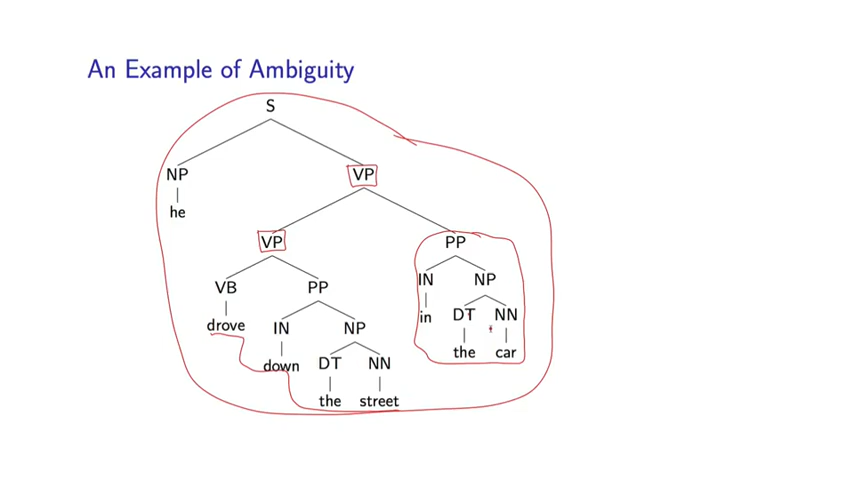 An Example of Ambiguity
S
NP VP
he
VP PP
VB PP IN NP
drove IN NP in DT NN
down DT NN the car
the street